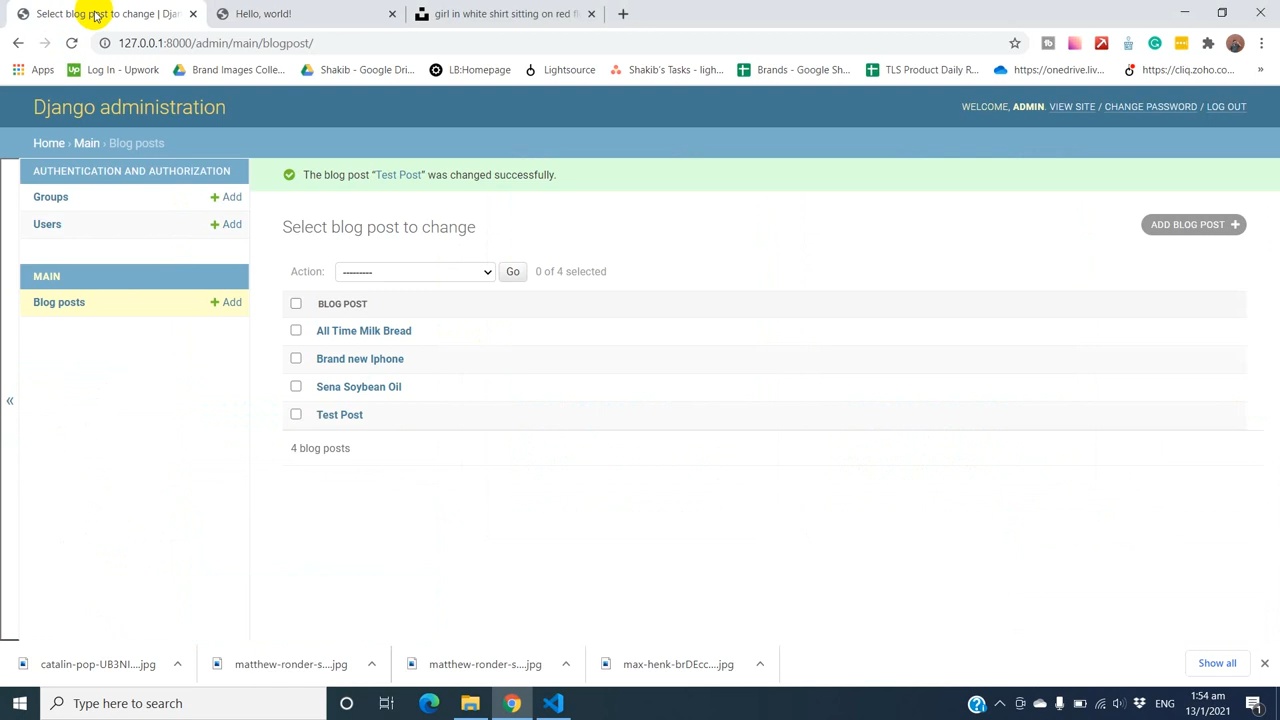 Select blog post to change | Djan
Hello, world!
girl in white shirt sitting on red fl
127.0.0.1:8000/admin/main/blogpost/
Apps
Up Log In - Upwork
Brand Images Colle...
Shakib - Google Dri...
LB:Homepage
Lightsource
Shakib's Tasks - ligh...
Brands - Google Sh...
TLS Product Daily R...
https://onedrive.liv...
https://cliq.zoho.co...
»
Django administration
WELCOME, ADMIN. VIEW SITE / CHANGE PASSWORD / LOG OUT
Home › Main › Blog posts
AUTHENTICATION AND AUTHORIZATION
Groups + Add
Users + Add
MAIN
Blog posts + Add
«
The blog post “Test Post” was changed successfully.
Select blog post to change
ADD BLOG POST +
Action: --------- Go 0 of 4 selected
BLOG POST
All Time Milk Bread
Brand new Iphone
Sena Soybean Oil
Test Post
4 blog posts
catalin-pop-UB3NI....jpg
matthew-ronder-s....jpg
matthew-ronder-s....jpg
max-henk-brDEcc....jpg
Show all
Type here to search
ENG
1:54 am
13/1/2021
1